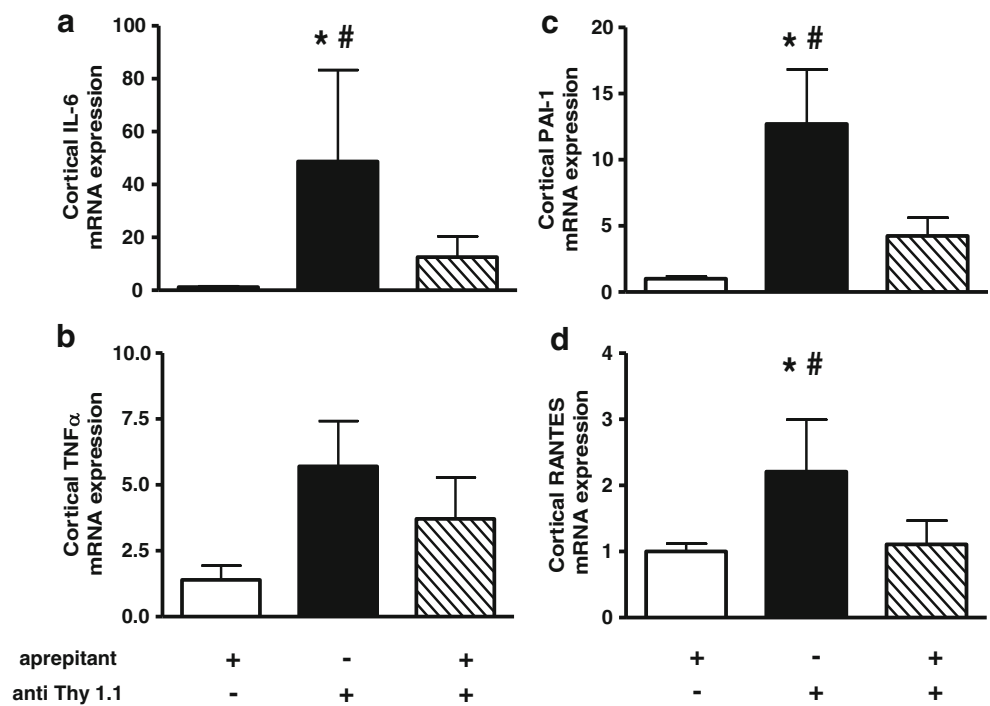 a
Cortical IL-6
mRNA expression
100
80
60
40
20
0
* #
c
Cortical PAI-1
mRNA expression
20
15
10
5
0
* #
b
Cortical TNFα
mRNA expression
10.0
7.5
5.0
2.5
0.0
d
Cortical RANTES
mRNA expression
4
3
2
1
0
* #
aprepitant + - + + - +
anti Thy 1.1 - + + - + +